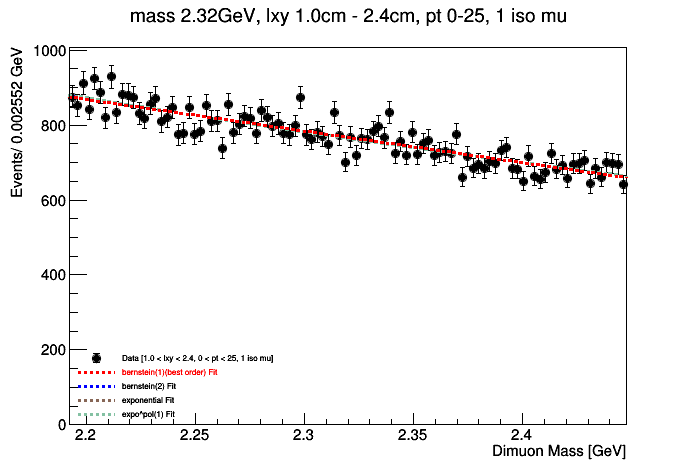 mass 2.32GeV, lxy 1.0cm - 2.4cm, pt 0-25, 1 iso mu
Events/ 0.002552 GeV
1000
800
600
400
200
0
Data [1.0 < lxy < 2.4, 0 < pt < 25, 1 iso mu]
bernstein(1)(best order) Fit
bernstein(2) Fit
exponential Fit
expo*pol(1) Fit
2.2 2.25 2.3 2.35 2.4
Dimuon Mass [GeV]